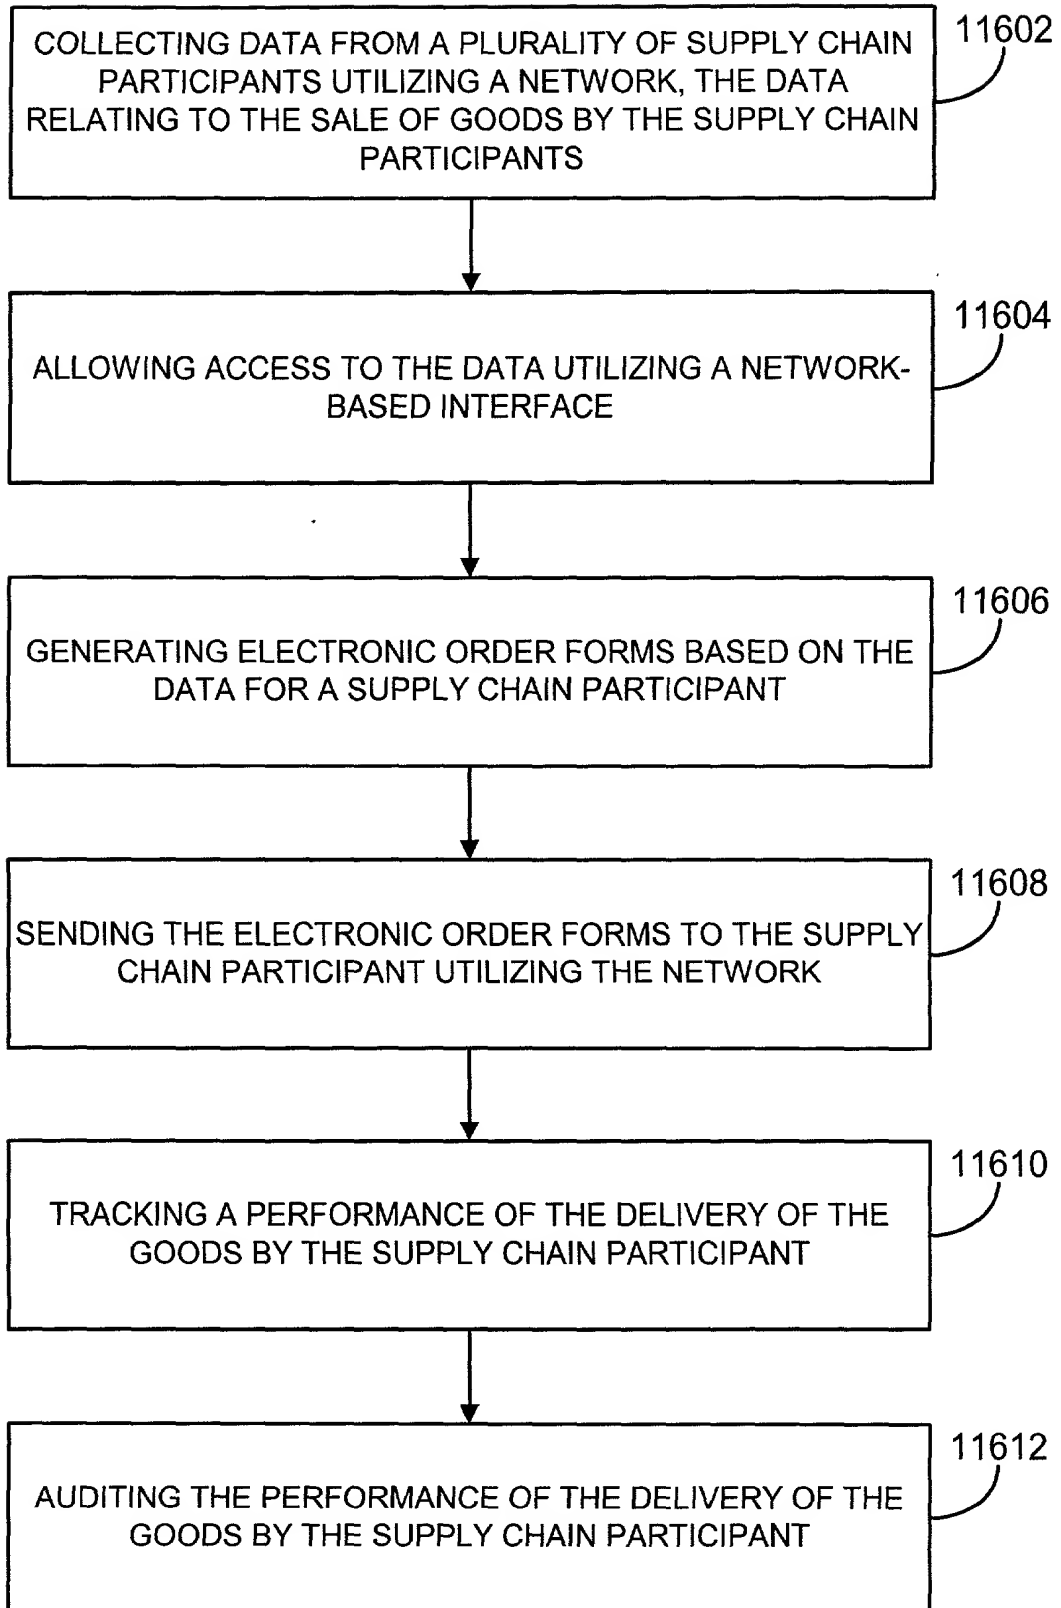 11602
COLLECTING DATA FROM A PLURALITY OF SUPPLY CHAIN
PARTICIPANTS UTILIZING A NETWORK, THE DATA
RELATING TO THE SALE OF GOODS BY THE SUPPLY CHAIN
PARTICIPANTS
11604
ALLOWING ACCESS TO THE DATA UTILIZING A NETWORK-
BASED INTERFACE
11606
GENERATING ELECTRONIC ORDER FORMS BASED ON THE
DATA FOR A SUPPLY CHAIN PARTICIPANT
11608
SENDING THE ELECTRONIC ORDER FORMS TO THE SUPPLY
CHAIN PARTICIPANT UTILIZING THE NETWORK
11610
TRACKING A PERFORMANCE OF THE DELIVERY OF THE
GOODS BY THE SUPPLY CHAIN PARTICIPANT
11612
AUDITING THE PERFORMANCE OF THE DELIVERY OF THE
GOODS BY THE SUPPLY CHAIN PARTICIPANT